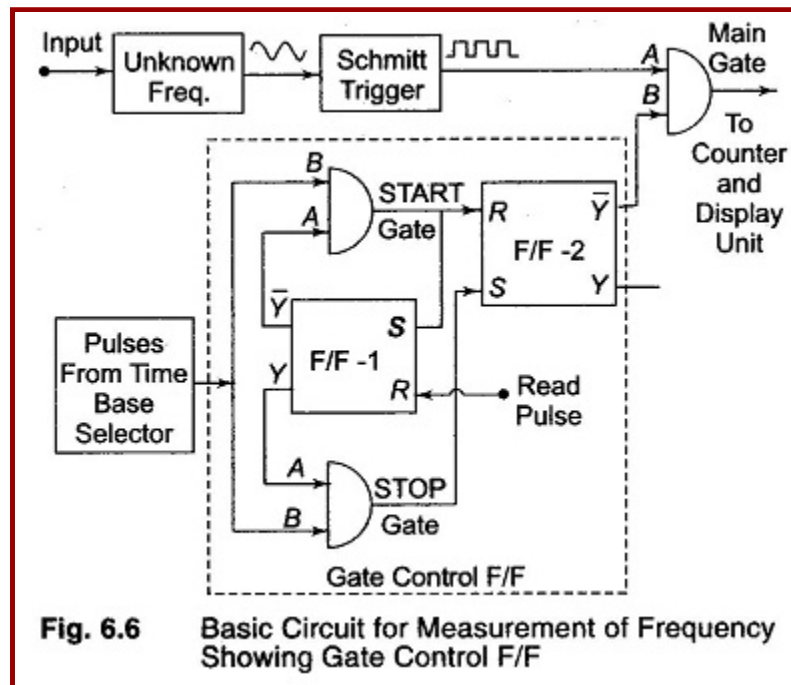 Input
Unknown
Freq.
Schmitt
Trigger
A
B
Main
Gate
To
Counter
and
Display
Unit
B
A
START
Gate
R
Y̅
F/F -2
S
Y
Y̅
S
F/F -1
Y
R
Pulses
From Time
Base
Selector
Read
Pulse
A
B
STOP
Gate
Gate Control F/F
Fig. 6.6 Basic Circuit for Measurement of Frequency
Showing Gate Control F/F